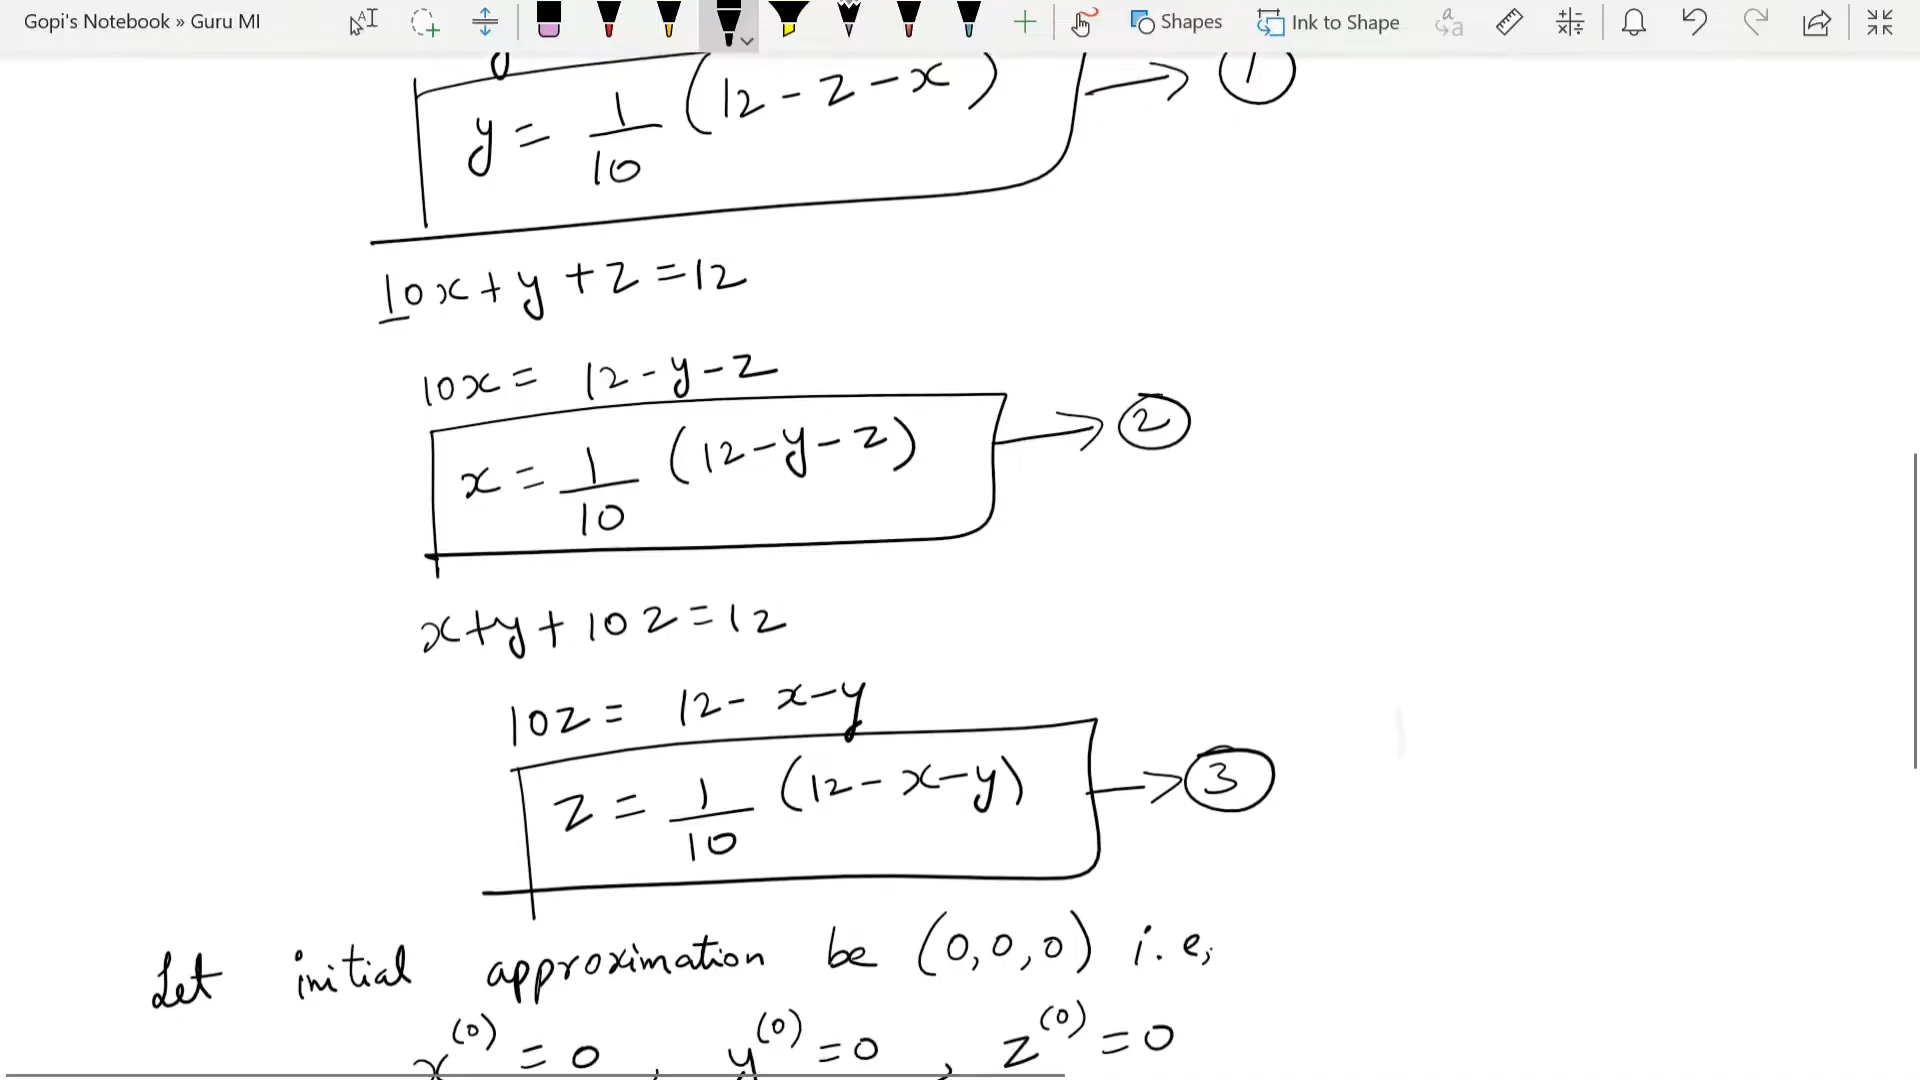 Gopi's Notebook » Guru MI
Shapes
Ink to Shape
y = 1/10 (12 - z - x) → ①
10x + y + z = 12
10x = 12 - y - z
x = 1/10 (12 - y - z) → ②
x + y + 10z = 12
10z = 12 - x - y
z = 1/10 (12 - x - y) → ③
Let initial approximation be (0, 0, 0) i.e;
x^(0) = 0 , y^(0) = 0 , z^(0) = 0